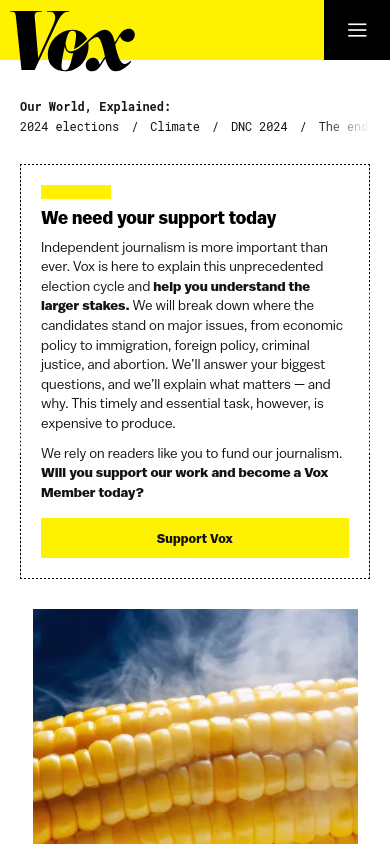 Vox
Our World, Explained:
2024 elections / Climate / DNC 2024 / The end
We need your support today
Independent journalism is more important than
ever. Vox is here to explain this unprecedented
election cycle and help you understand the
larger stakes. We will break down where the
candidates stand on major issues, from economic
policy to immigration, foreign policy, criminal
justice, and abortion. We’ll answer your biggest
questions, and we’ll explain what matters — and
why. This timely and essential task, however, is
expensive to produce.
We rely on readers like you to fund our journalism.
Will you support our work and become a Vox
Member today?
Support Vox